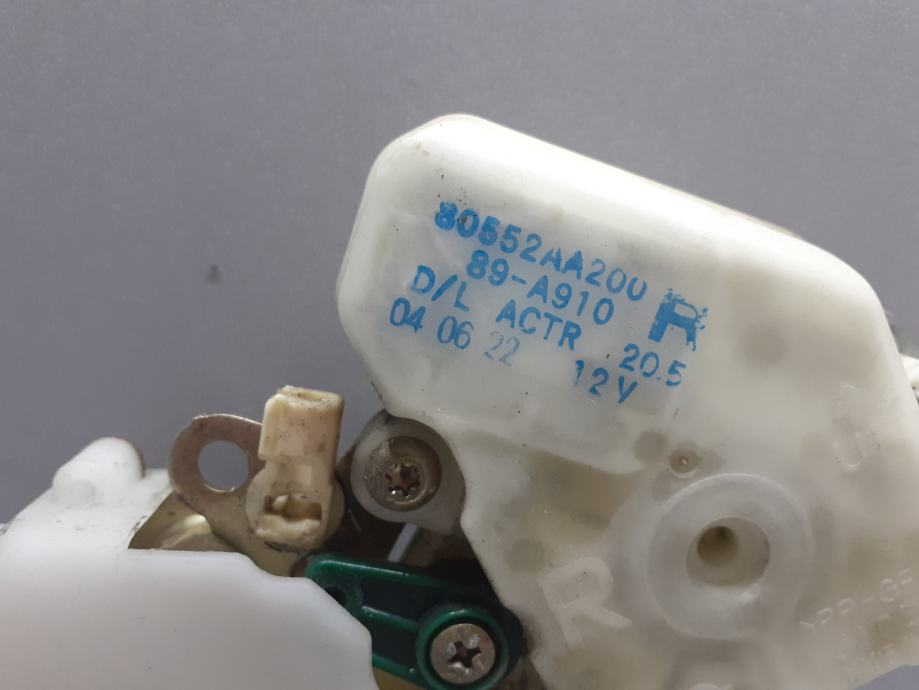 80552AA200
89-A910 R
D/L ACTR 20.5
04 06 22 12V
R